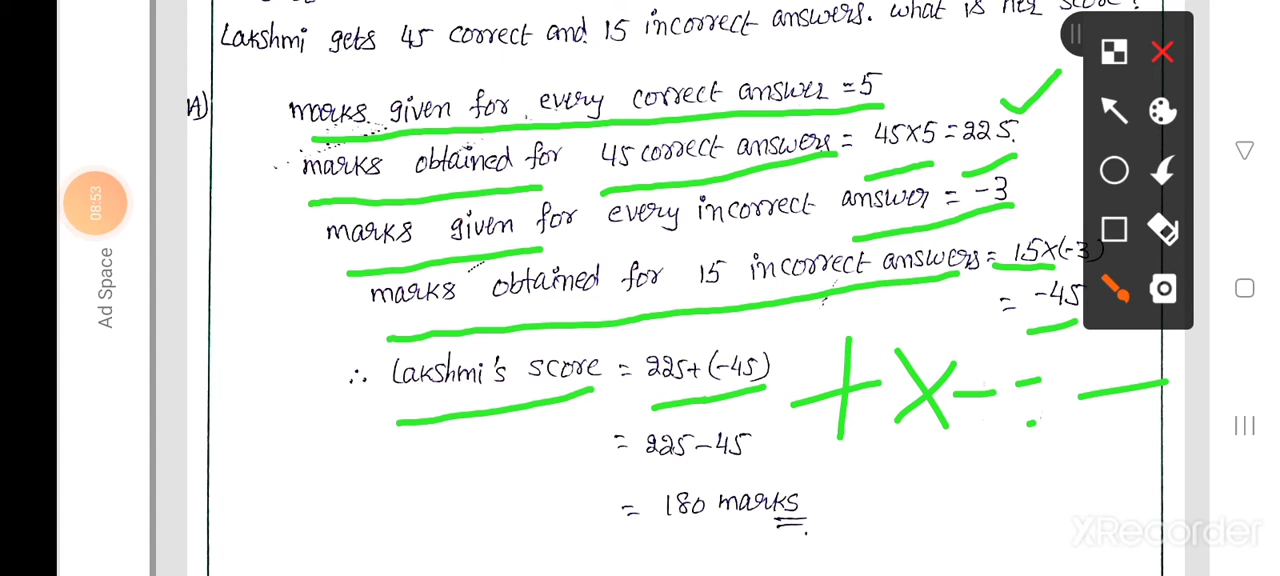 Lakshmi gets 45 correct and 15 incorrect answers. What is her score?
A)
marks given for every correct answer = 5
marks obtained for 45 correct answers = 45×5 = 225.
marks given for every incorrect answer = -3
marks obtained for 15 incorrect answers = 15×(-3)
= -45
∴ Lakshmi's score = 225+(-45)
+ × - ÷ -
= 225-45
= 180 marks
08:53
Ad Space
XRecorder